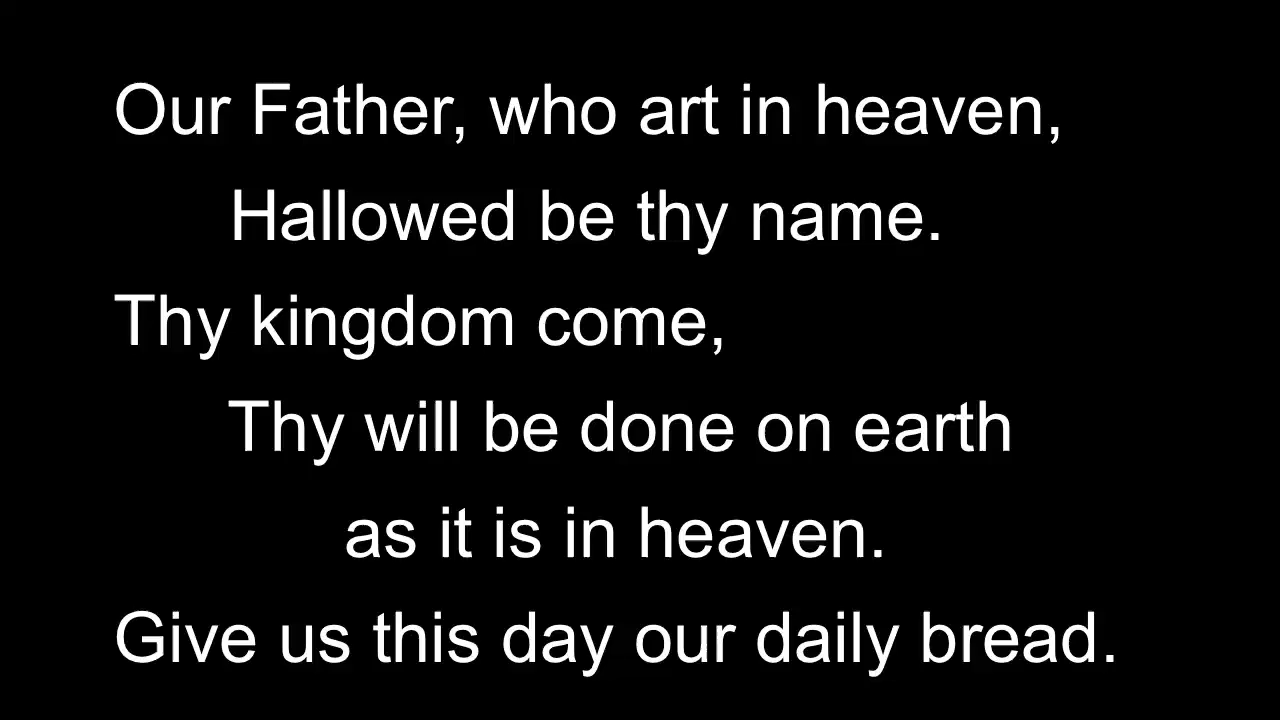 Our Father, who art in heaven,
Hallowed be thy name.
Thy kingdom come,
Thy will be done on earth
as it is in heaven.
Give us this day our daily bread.